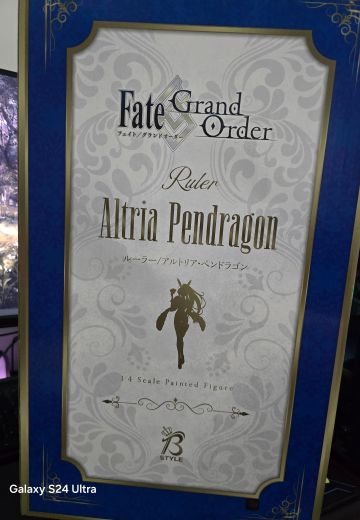 Fate Grand
Order
フェイト/グランドオーダー
Ruler
Altria Pendragon
ルーラー/アルトリア・ペンドラゴン
1/4 Scale Painted Figure
B
STYLE
Galaxy S24 Ultra